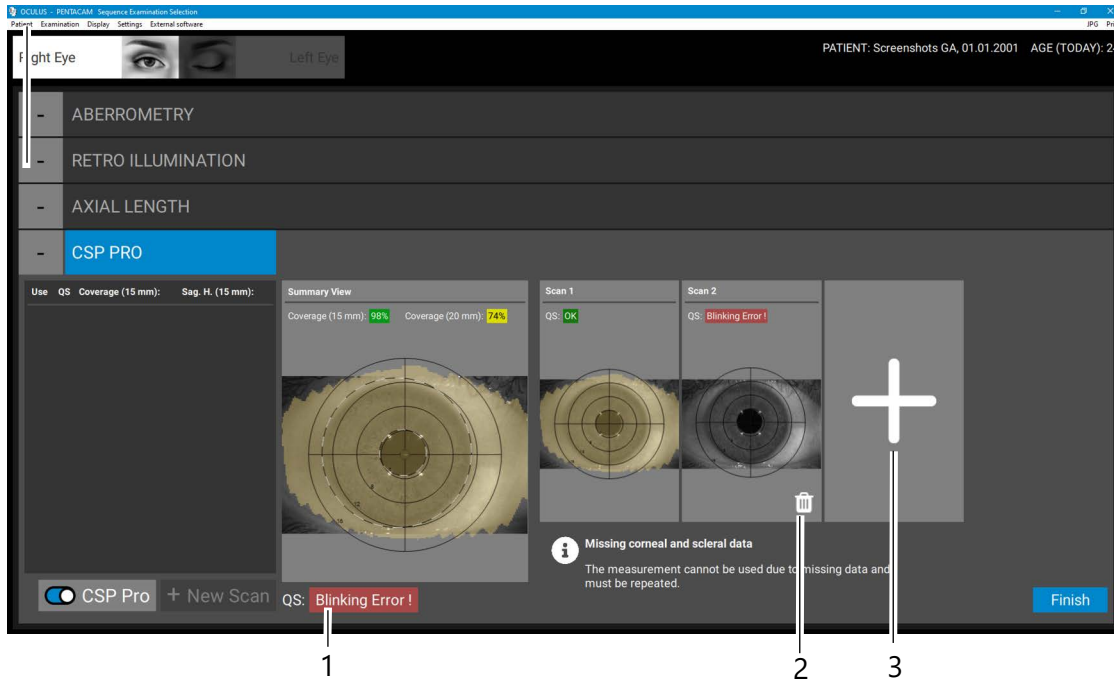 OCULUS - PENTACAM Sequence Examination Selection
Patient Examination Display Settings External software JPG Pri
Right Eye Left Eye PATIENT: Screenshots GA, 01.01.2001 AGE (TODAY): 2
- ABERROMETRY
- RETRO ILLUMINATION
- AXIAL LENGTH
- CSP PRO
Use QS Coverage (15 mm): Sag. H. (15 mm):
Summary View
Coverage (15 mm): 98% Coverage (20 mm): 74%
Scan 1
QS: OK
Scan 2
QS: Blinking Error !
Missing corneal and scleral data
The measurement cannot be used due to missing data and
must be repeated.
CSP Pro + New Scan QS: Blinking Error ! Finish
1 2 3